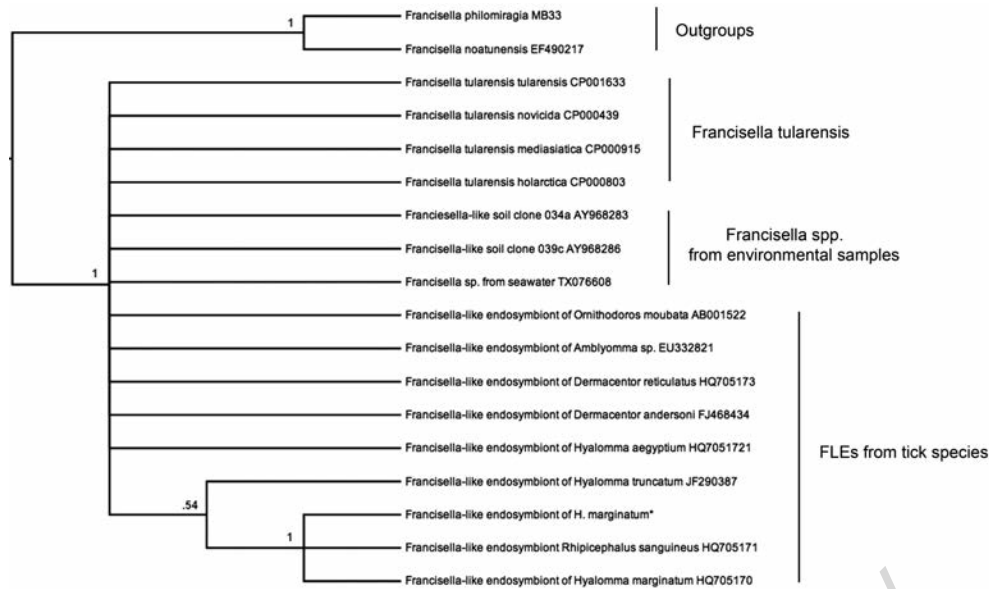 1
Francisella philomiragia MB33
Francisella noatunensis EF490217
Outgroups
1
Francisella tularensis tularensis CP001633
Francisella tularensis novicida CP000439
Francisella tularensis mediasiatica CP000915
Francisella tularensis holarctica CP000803
Francisella tularensis
Franciesella-like soil clone 034a AY968283
Francisella-like soil clone 039c AY968286
Francisella sp. from seawater TX076608
Francisella spp.
from environmental samples
Francisella-like endosymbiont of Ornithodoros moubata AB001522
Francisella-like endosymbiont of Amblyomma sp. EU332821
Francisella-like endosymbiont of Dermacentor reticulatus HQ705173
Francisella-like endosymbiont of Dermacentor andersoni FJ468434
Francisella-like endosymbiont of Hyalomma aegyptium HQ7051721
FLEs from tick species
.54
Francisella-like endosymbiont of Hyalomma truncatum JF290387
1
Francisella-like endosymbiont of H. marginatum*
Francisella-like endosymbiont Rhipicephalus sanguineus HQ705171
Francisella-like endosymbiont of Hyalomma marginatum HQ705170